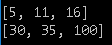 [5, 11, 16]
[30, 35, 100]